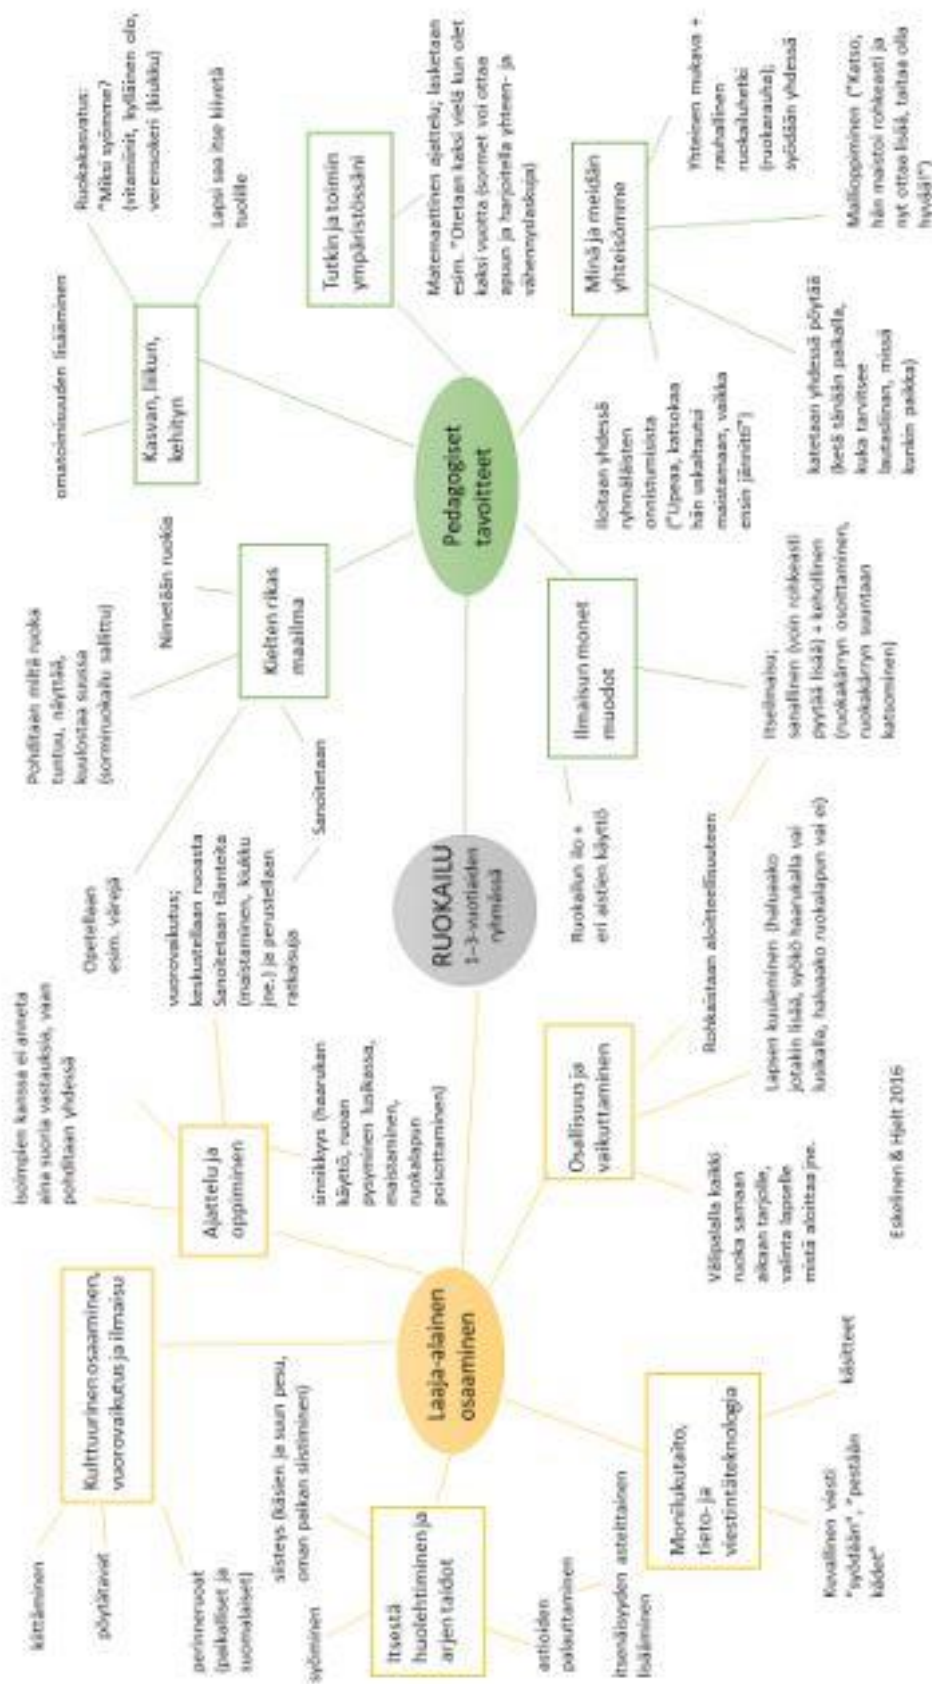 kiittäminen
pöytätavat
perinneruoat
(paikalliset ja
suomalaiset)
Kulttuurinen osaaminen,
vuorovaikutus ja ilmaisu
Isoimpien kanssa ei anneta
aina suoria vastauksia, vaan
pohditaan yhdessä
Ajattelu ja
oppiminen
vuorovaikutus;
keskustellaan ruoasta
Sanoitetaan tilanteita
(maistaminen, kiukku
jne.) ja perustellaan
ratkaisuja
sinnikkyys (haarukan
käyttö, ruoan
pysyminen lusikassa,
maistaminen,
ruokalapun
poisottaminen)
siisteys (käsien ja suun pesu,
oman paikan siistiminen)
syöminen
Itsestä
huolehtiminen ja
arjen taidot
astioiden
palauttaminen
itsenäisyyden asteittainen
lisääminen
Laaja-alainen
osaaminen
Monilukutaito,
tieto- ja
viestintäteknologia
Kuvallinen viesti
"syödään", "pestään
kädet"
käsitteet
Osallisuus ja
vaikuttaminen
Välipalalla kaikki
ruoka samaan
aikaan tarjolle,
valinta lapselle
mistä aloittaa jne.
Lapsen kuuleminen (haluaako
jotakin lisää, syökö haarukalla vai
lusikalla, haluaako ruokalapun vai ei)
Rohkaistaan aloitteellisuuteen
RUOKAILU
1–3-vuotiaiden
ryhmässä
Opetellaan
esim. värejä
Pohditaan miltä ruoka
tuntuu, näyttää,
kuulostaa suussa
(sormiruokailu sallittu)
Nimetään ruokia
Kielten rikas
maailma
Sanoitetaan
omatoimisuuden lisääminen
Ruokakasvatus:
"Miksi syömme?
(vitamiinit, kylläinen olo,
verensokeri (kiukku)
Lapsi saa itse kiivetä
tuolille
Kasvan, liikun,
kehityn
Pedagogiset
tavoitteet
Tutkin ja toimin
ympäristössäni
Matemaattinen ajattelu; lasketaan
esim. "Otetaan kaksi vielä kun olet
kaksi vuotta (sormet voi ottaa
apuun ja harjoitella yhteen- ja
vähennyslaskuja)
Minä ja meidän
yhteisömme
Yhteinen mukava +
rauhallinen
ruokailuhetki
(ruokarauha);
syödään yhdessä
Mallioppiminen ("Katso,
hän maistoi rohkeasti ja
nyt ottaa lisää, taitaa olla
hyvää!")
katetaan yhdessä pöytää
(ketä tänään paikalla,
kuka tarvitsee
lautasliinan, missä
kunkin paikka)
Iloitaan yhdessä
ryhmäläisten
onnistumisista
("Upeaa, katsokaa
hän uskaltautui
maistamaan, vaikka
ensin jännitti")
Ilmaisun monet
muodot
Ruokailun ilo +
eri aistien käyttö
Itseilmaisu;
sanallinen (voin rohkeasti
pyytää lisää) + kehollinen
(ruokakärryn osoittaminen,
ruokakärryn suuntaan
katsominen)
Eskelinen & Hjelt 2016